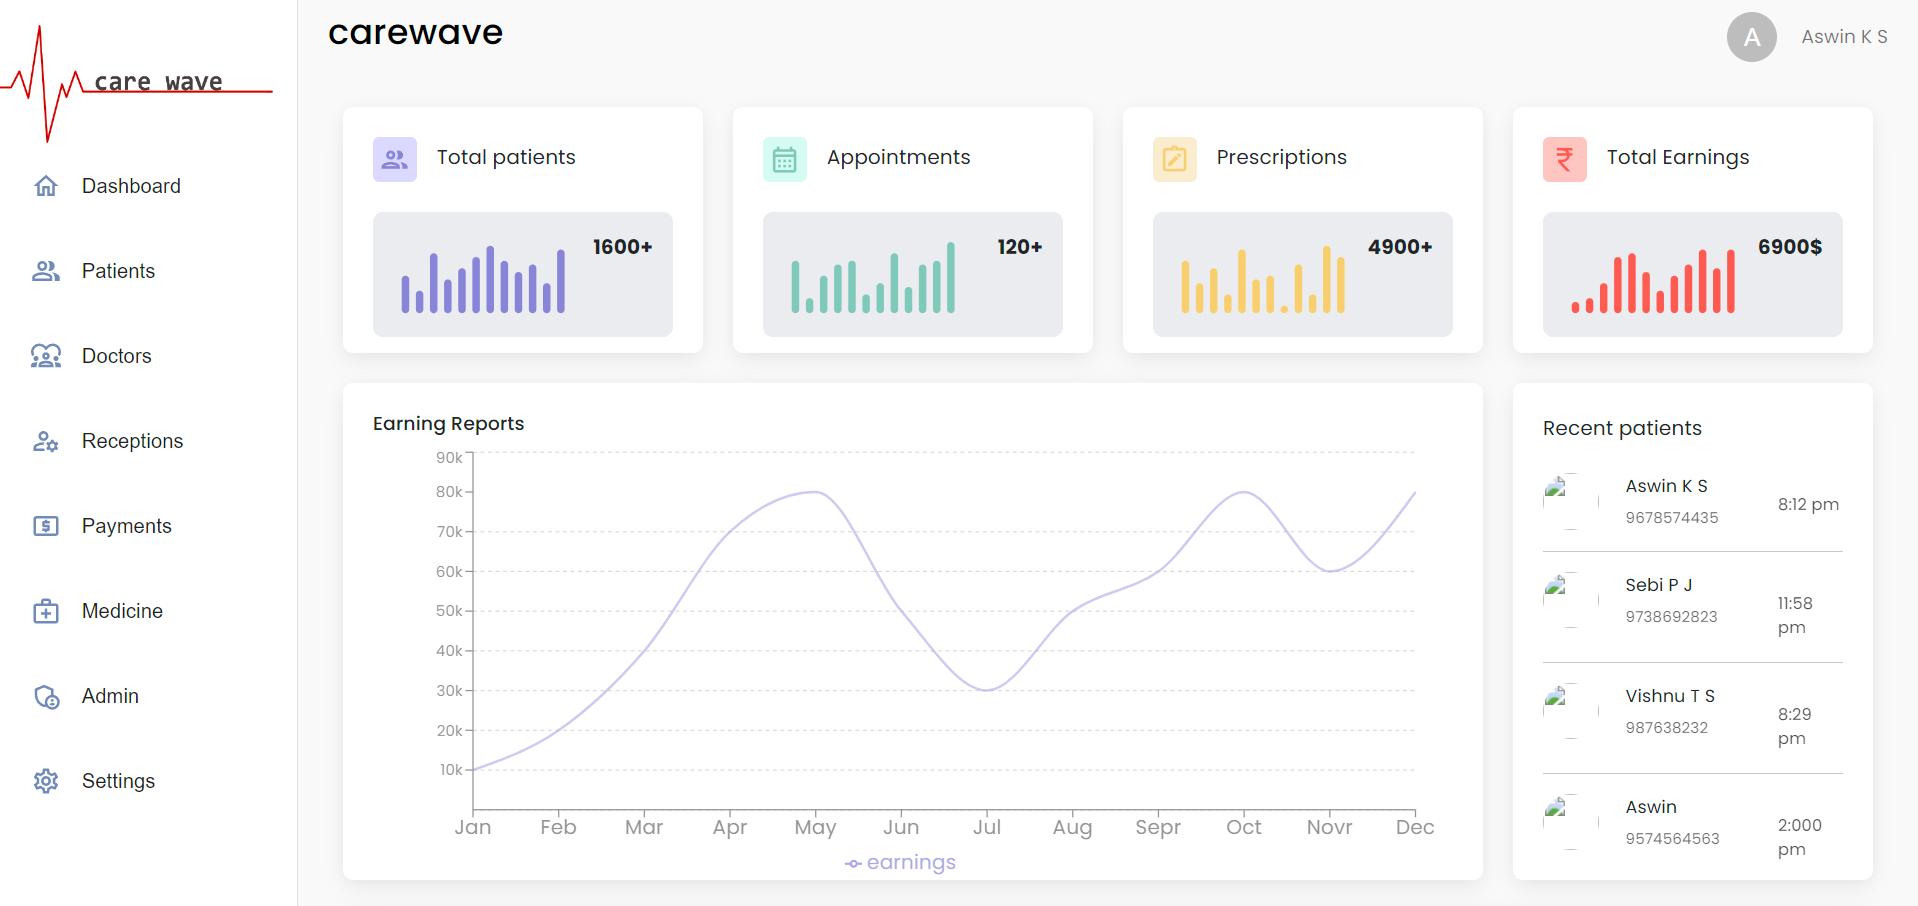 care wave
Dashboard
Patients
Doctors
Receptions
Payments
Medicine
Admin
Settings
carewave
A
Aswin K S
Total patients
1600+
Appointments
120+
Prescriptions
4900+
Total Earnings
6900$
Earning Reports
90k
80k
70k
60k
50k
40k
30k
20k
10k
Jan Feb Mar Apr May Jun Jul Aug Sepr Oct Novr Dec
earnings
Recent patients
Aswin K S
9678574435
8:12 pm
Sebi P J
9738692823
11:58
pm
Vishnu T S
987638232
8:29
pm
Aswin
9574564563
2:000
pm